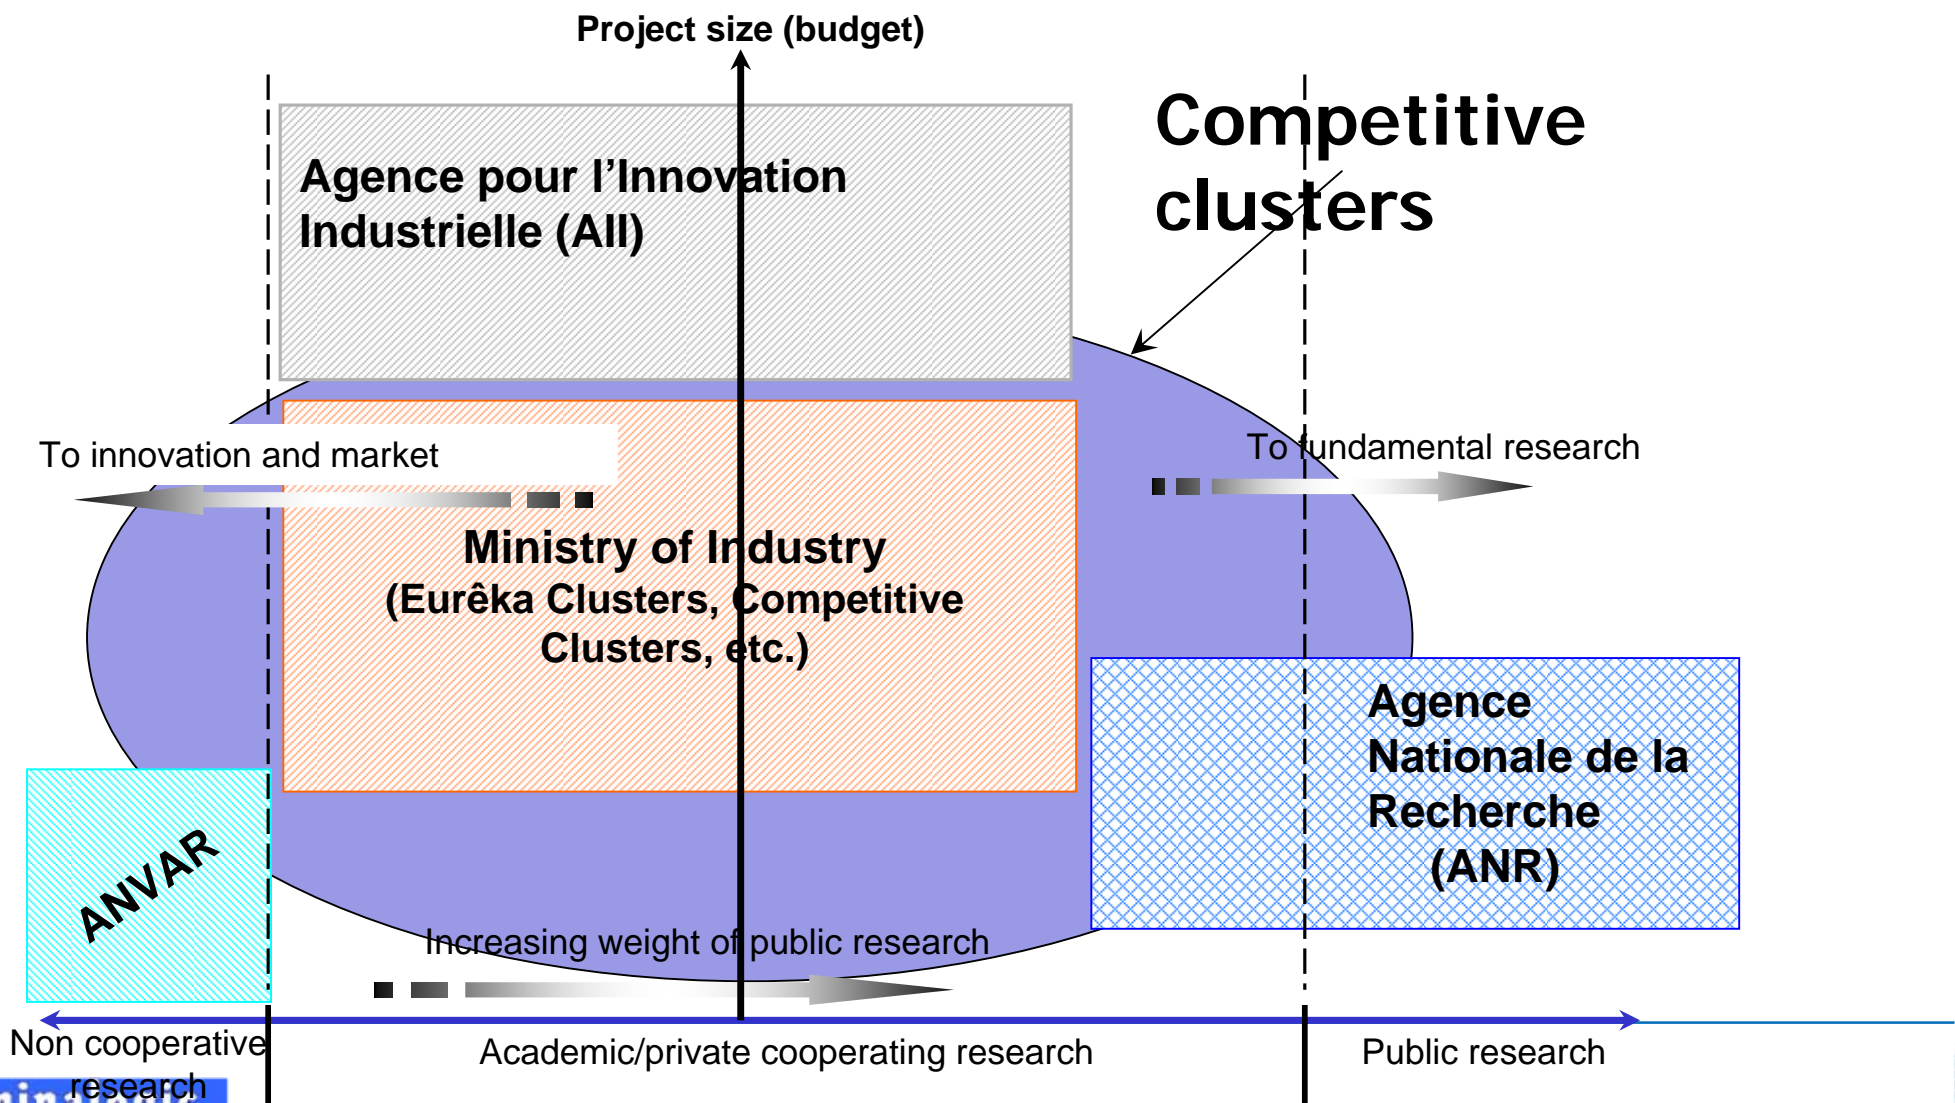 Project size (budget)
Competitive
clusters
Agence pour l’Innovation
Industrielle (AII)
To innovation and market
To fundamental research
Ministry of Industry
(Eurêka Clusters, Competitive
Clusters, etc.)
Agence
Nationale de la
Recherche
(ANR)
ANVAR
Increasing weight of public research
Non cooperative
research
Academic/private cooperating research
Public research